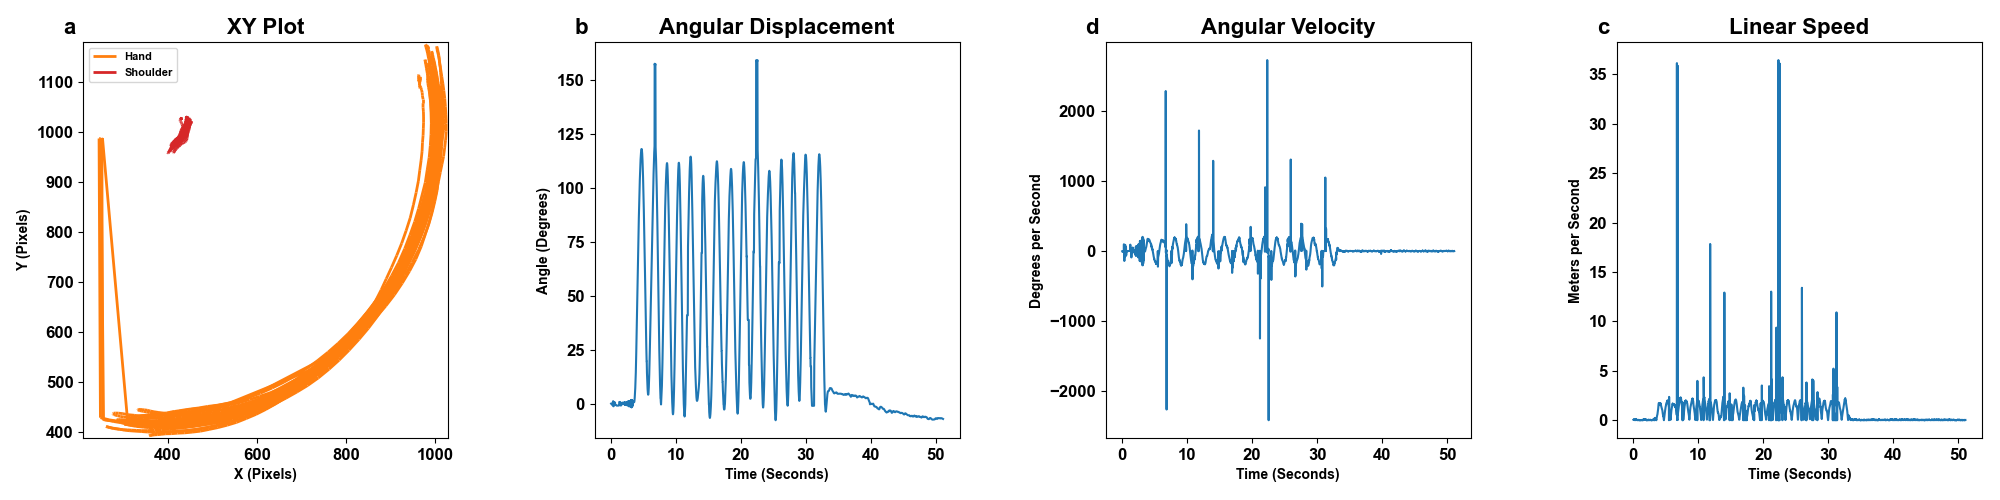 a XY Plot
Hand
Shoulder
1100
1000
900
800
700
600
500
400
Y (Pixels)
400 600 800 1000
X (Pixels)
b Angular Displacement
150
125
100
75
50
25
0
Angle (Degrees)
0 10 20 30 40 50
Time (Seconds)
d Angular Velocity
2000
1000
0
−1000
−2000
Degrees per Second
0 10 20 30 40 50
Time (Seconds)
c Linear Speed
35
30
25
20
15
10
5
0
Meters per Second
0 10 20 30 40 50
Time (Seconds)